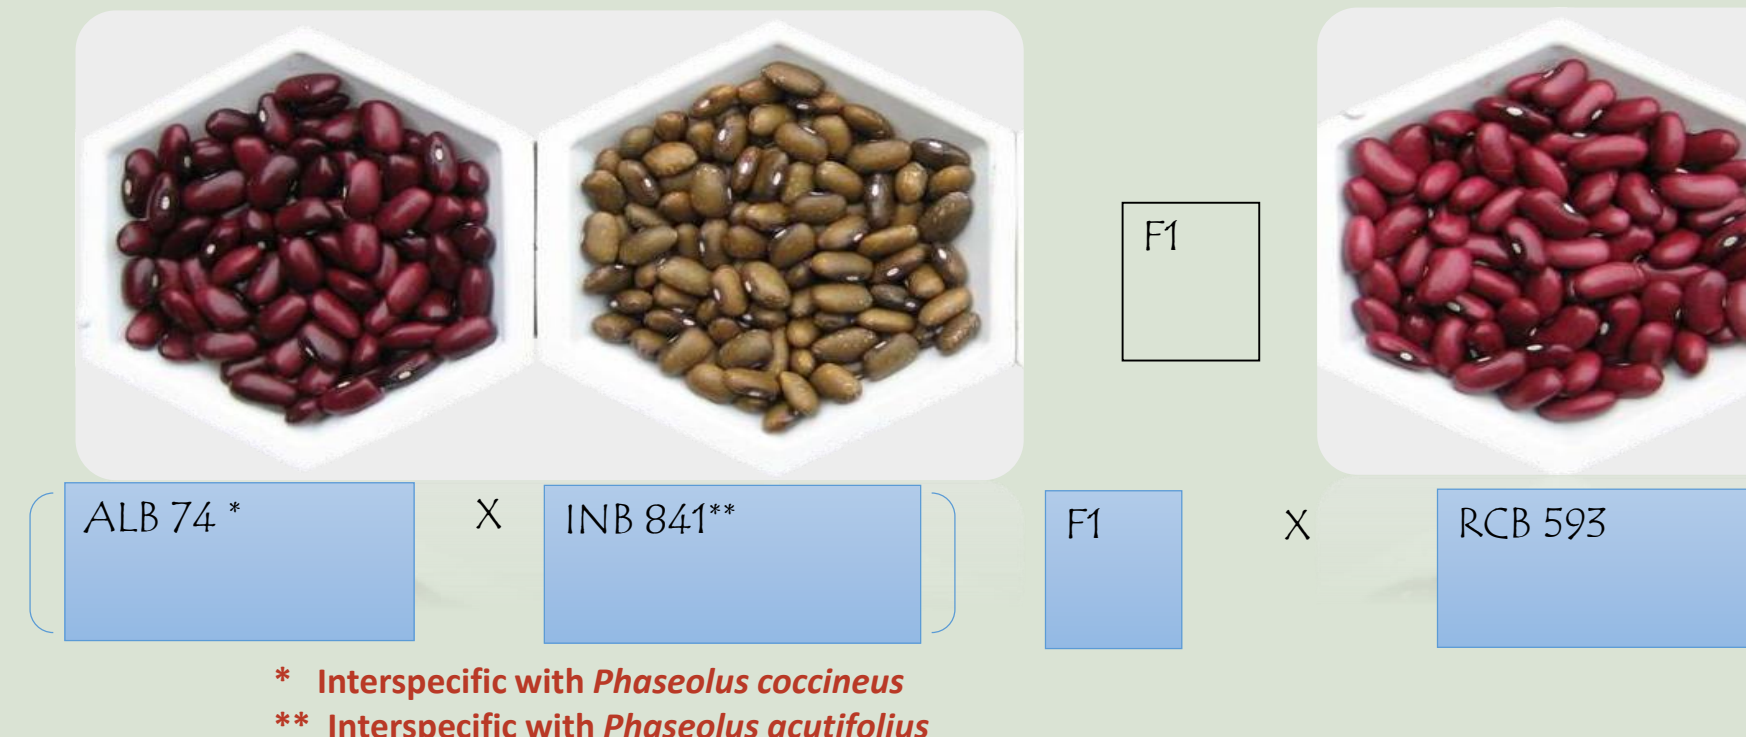 F1
ALB 74 * X INB 841** F1 X RCB 593
* Interspecific with Phaseolus coccineus
** Interspecific with Phaseolus acutifolius